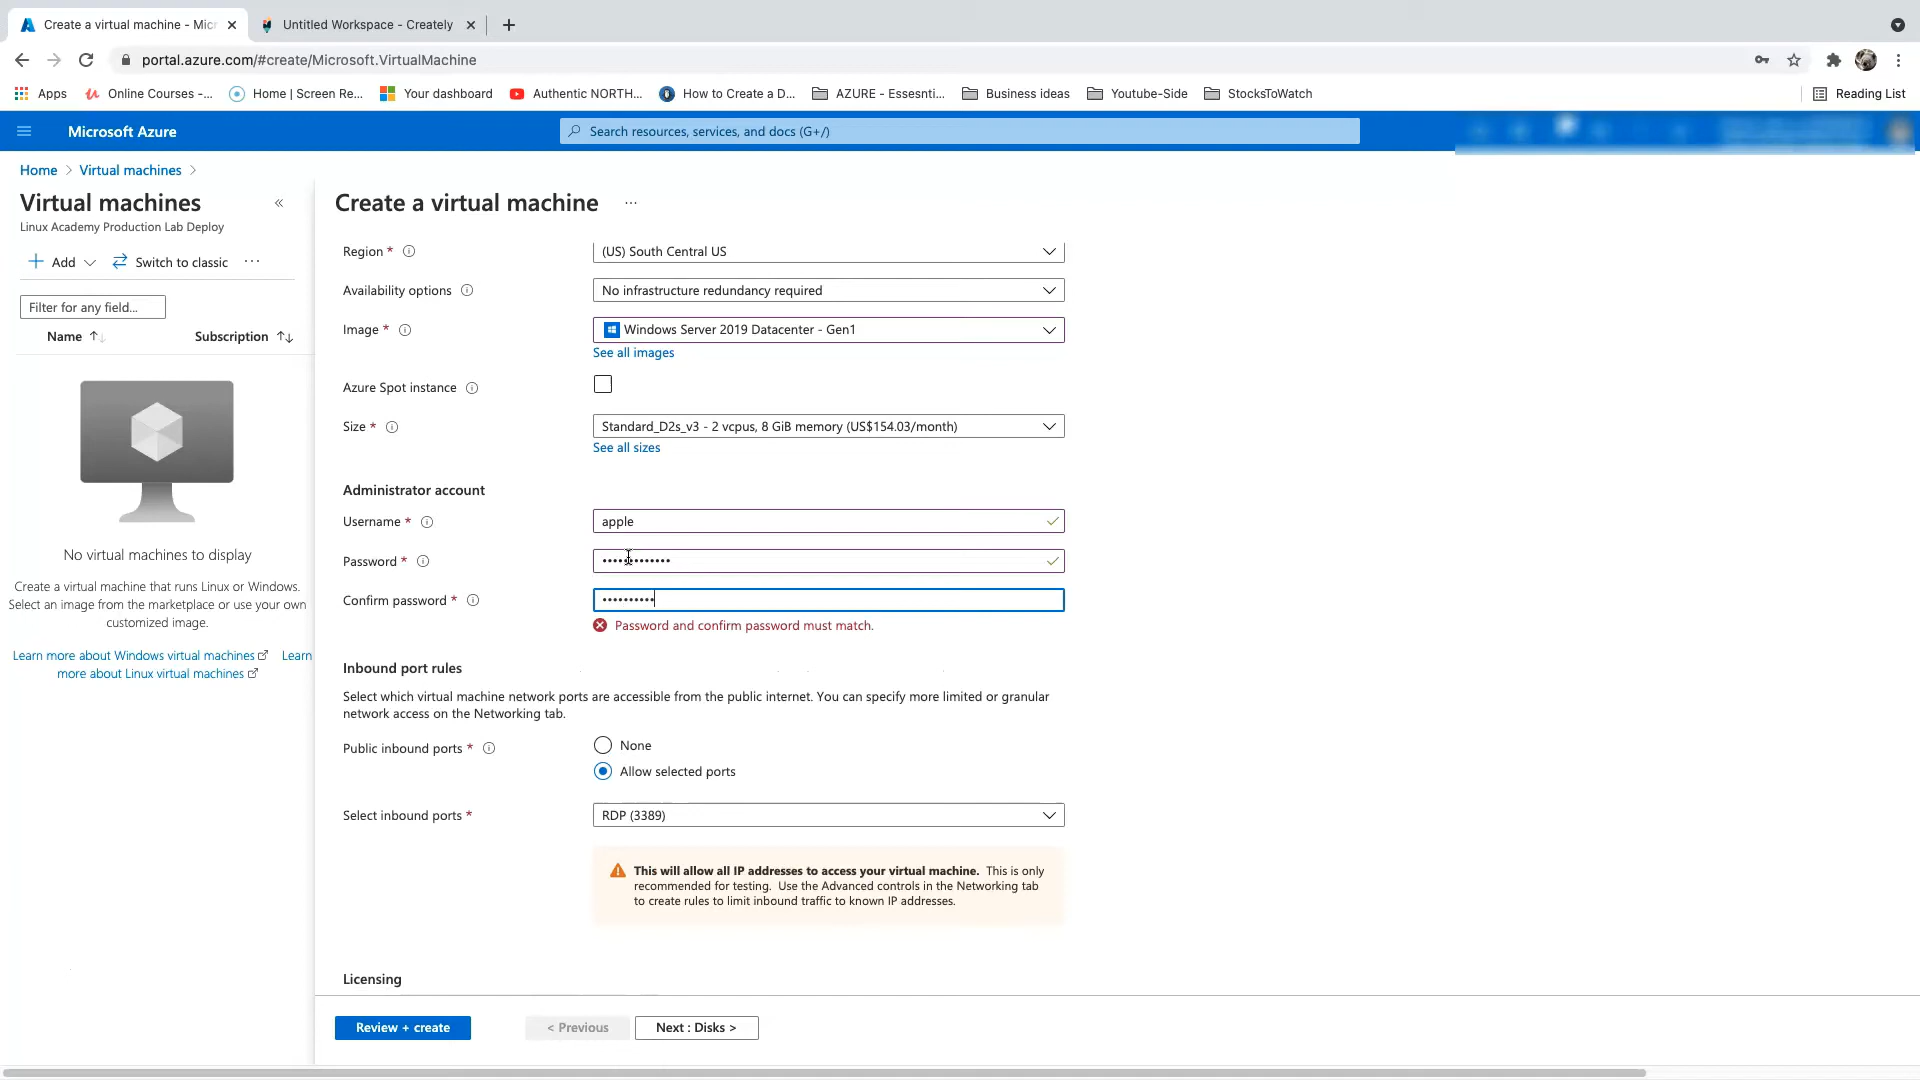 Create a virtual machine - Micr
Untitled Workspace - Creately
portal.azure.com/#create/Microsoft.VirtualMachine
Apps
Online Courses -...
Home | Screen Re...
Your dashboard
Authentic NORTH...
How to Create a D...
AZURE - Essesnti...
Business ideas
Youtube-Side
StocksToWatch
Reading List
Microsoft Azure
Search resources, services, and docs (G+/)
Home > Virtual machines >
Virtual machines
Linux Academy Production Lab Deploy
+ Add
Switch to classic
...
Filter for any field...
Name
Subscription
No virtual machines to display
Create a virtual machine that runs Linux or Windows.
Select an image from the marketplace or use your own
customized image.
Learn more about Windows virtual machines
Learn
more about Linux virtual machines
Create a virtual machine
...
Region *
(US) South Central US
Availability options
No infrastructure redundancy required
Image *
Windows Server 2019 Datacenter - Gen1
See all images
Azure Spot instance
Size *
Standard_D2s_v3 - 2 vcpus, 8 GiB memory (US$154.03/month)
See all sizes
Administrator account
Username *
apple
Password *
•••••••••••••
Confirm password *
••••••••••
Password and confirm password must match.
Inbound port rules
Select which virtual machine network ports are accessible from the public internet. You can specify more limited or granular
network access on the Networking tab.
Public inbound ports *
None
Allow selected ports
Select inbound ports *
RDP (3389)
This will allow all IP addresses to access your virtual machine. This is only
recommended for testing. Use the Advanced controls in the Networking tab
to create rules to limit inbound traffic to known IP addresses.
Licensing
Review + create
< Previous
Next : Disks >